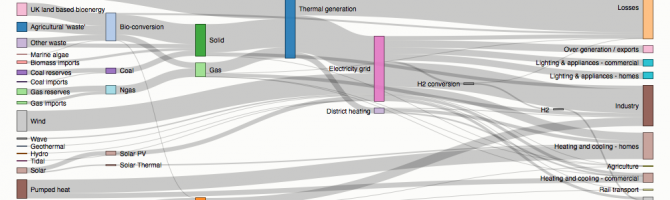 UK land based bioenergy
Agricultural 'waste'
Other waste
Marine algae
Biomass imports
Coal reserves
Coal imports
Gas reserves
Gas imports
Wind
Wave
Geothermal
Hydro
Tidal
Solar
Pumped heat
Bio-conversion
Coal
Ngas
Solar PV
Solar Thermal
Solid
Gas
Thermal generation
Electricity grid
District heating
H2 conversion
H2
Losses
Over generation / exports
Lighting & appliances - commercial
Lighting & appliances - homes
Industry
Heating and cooling - homes
Agriculture
Heating and cooling - commercial
Rail transport